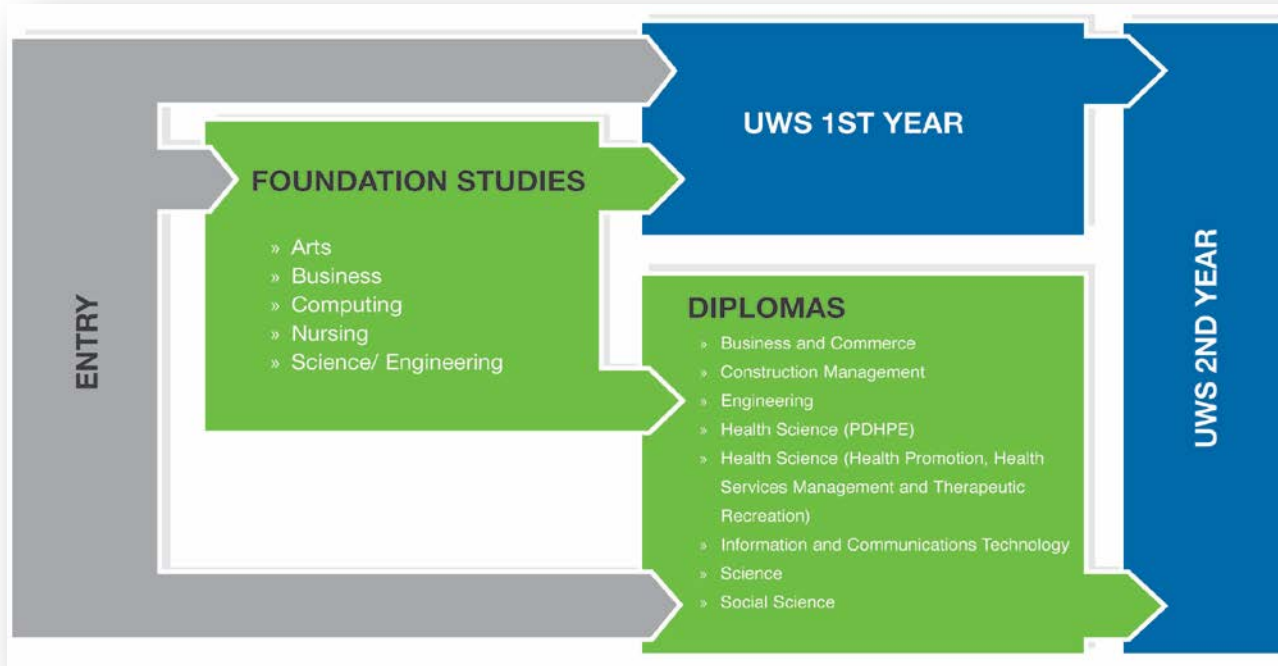 ENTRY
FOUNDATION STUDIES
» Arts
» Business
» Computing
» Nursing
» Science/ Engineering
UWS 1ST YEAR
DIPLOMAS
» Business and Commerce
» Construction Management
» Engineering
» Health Science (PDHPE)
» Health Science (Health Promotion, Health
Services Management and Therapeutic
Recreation)
» Information and Communications Technology
» Science
» Social Science
UWS 2ND YEAR